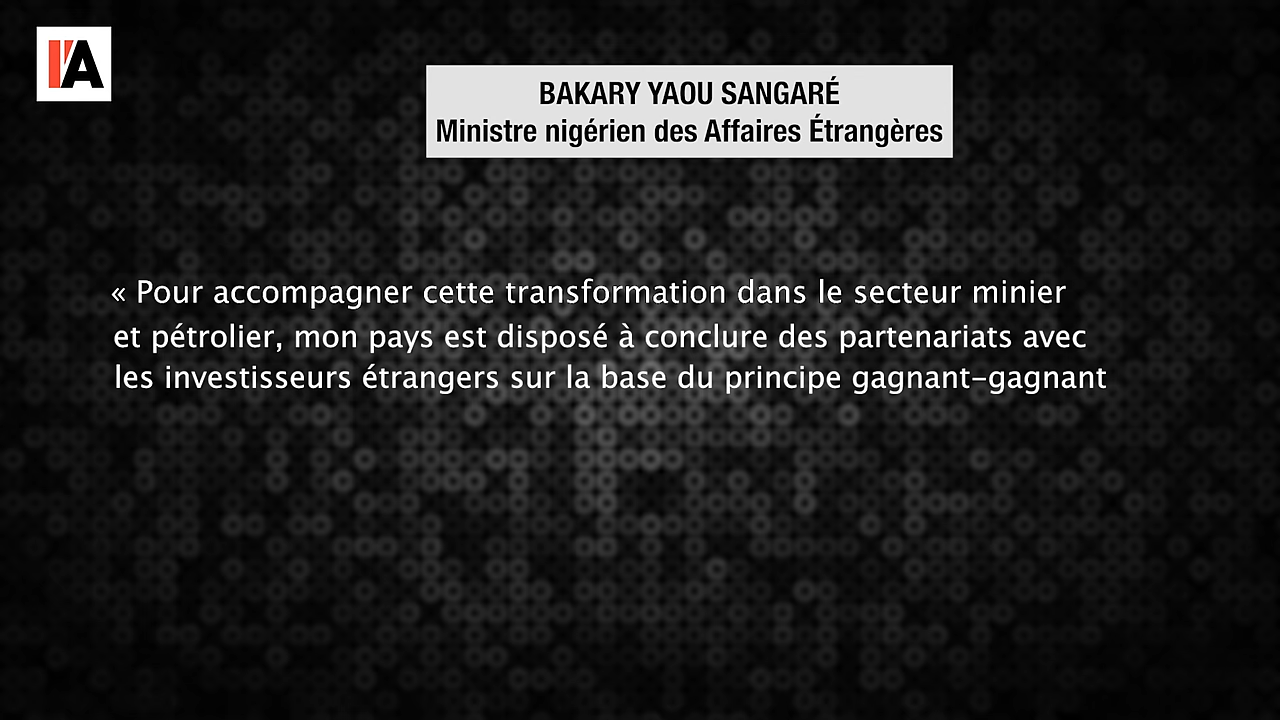 I'A
BAKARY YAOU SANGARÉ
Ministre nigérien des Affaires Étrangères
« Pour accompagner cette transformation dans le secteur minier
et pétrolier, mon pays est disposé à conclure des partenariats avec
les investisseurs étrangers sur la base du principe gagnant-gagnant